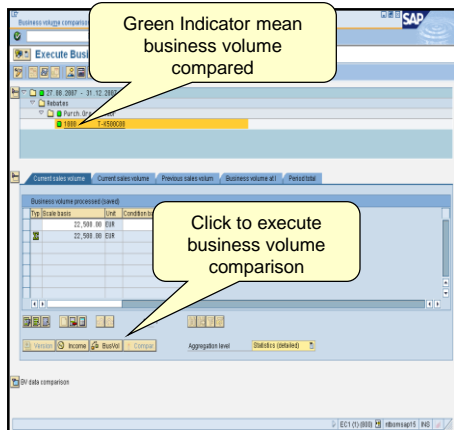 Business volume comparison
SAP
Green Indicator mean
business volume
compared
Execute Busi
27.08.2007 - 31.12.2007
Rebates
Purch. Or
1000 T-K500C00
Current sales volume
Current sales volum
Previous sales volum
Business volume at l
Period total
Business volume processed (saved)
Typ
Scale basis
Unit
Condition b
22,500.00 EUR
22,500.00 EUR
Click to execute
business volume
comparison
Version
Income
BusVol
Compar
Aggregation level
Statistics (detailed)
BV data comparison
EC1 (1) (800)
INS